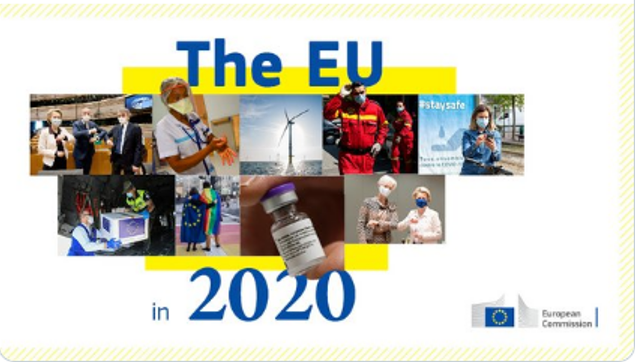 The EU
#staysafe
in 2020
European
Commission